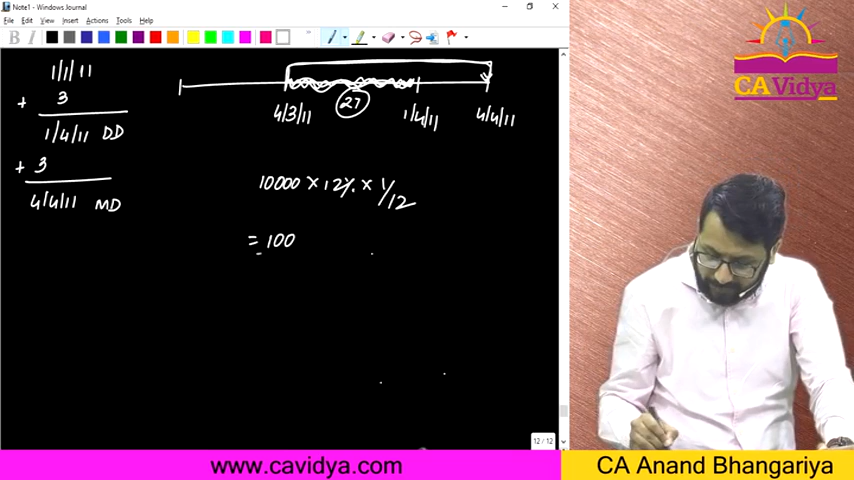 Note1 - Windows Journal
File Edit View Insert Actions Tools Help
B I
1/1/11
+ 3
1/4/11 DD
+ 3
4/4/11 MD
27
4/3/11 1/4/11 4/4/11
10000 × 12% × 1/12
= 100
12 / 12
CAVidya
www.cavidya.com
CA Anand Bhangariya